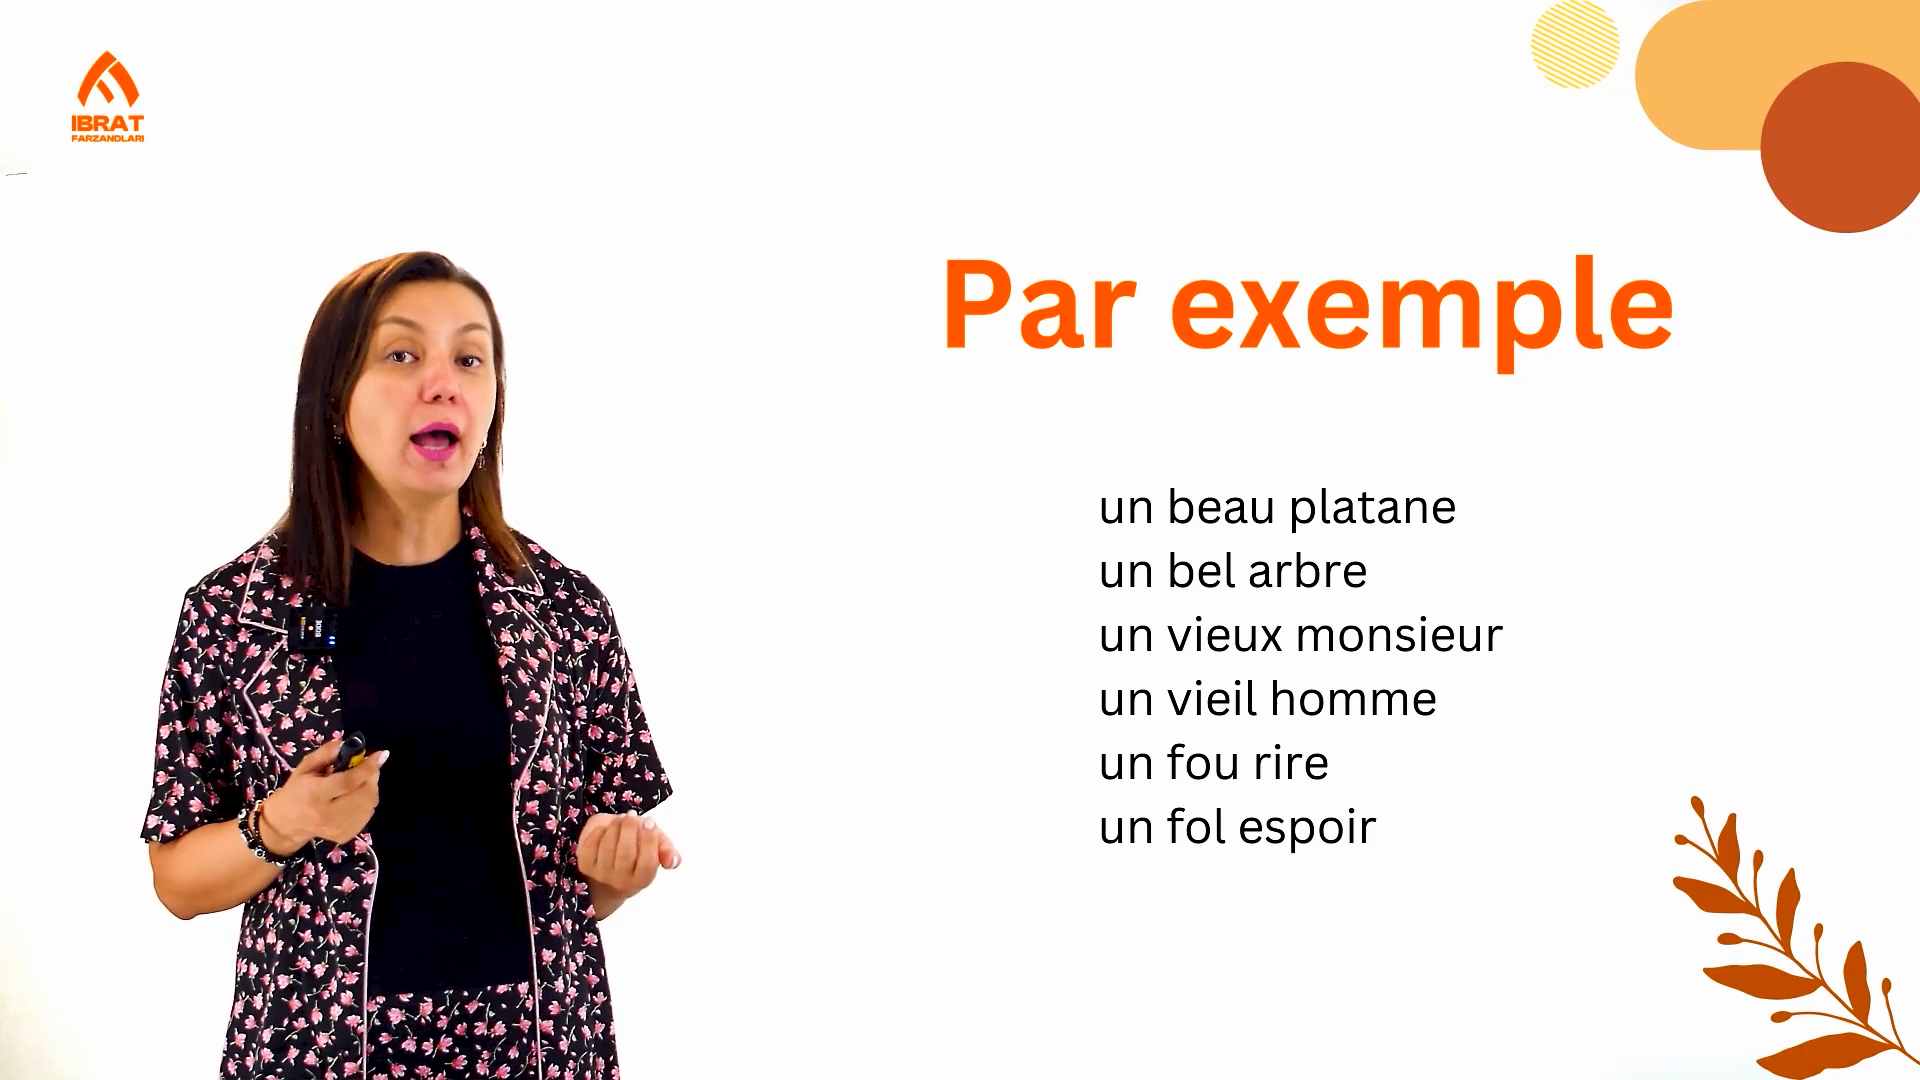 IBRAT
FARZANDLARI
Par exemple
un beau platane
un bel arbre
un vieux monsieur
un vieil homme
un fou rire
un fol espoir